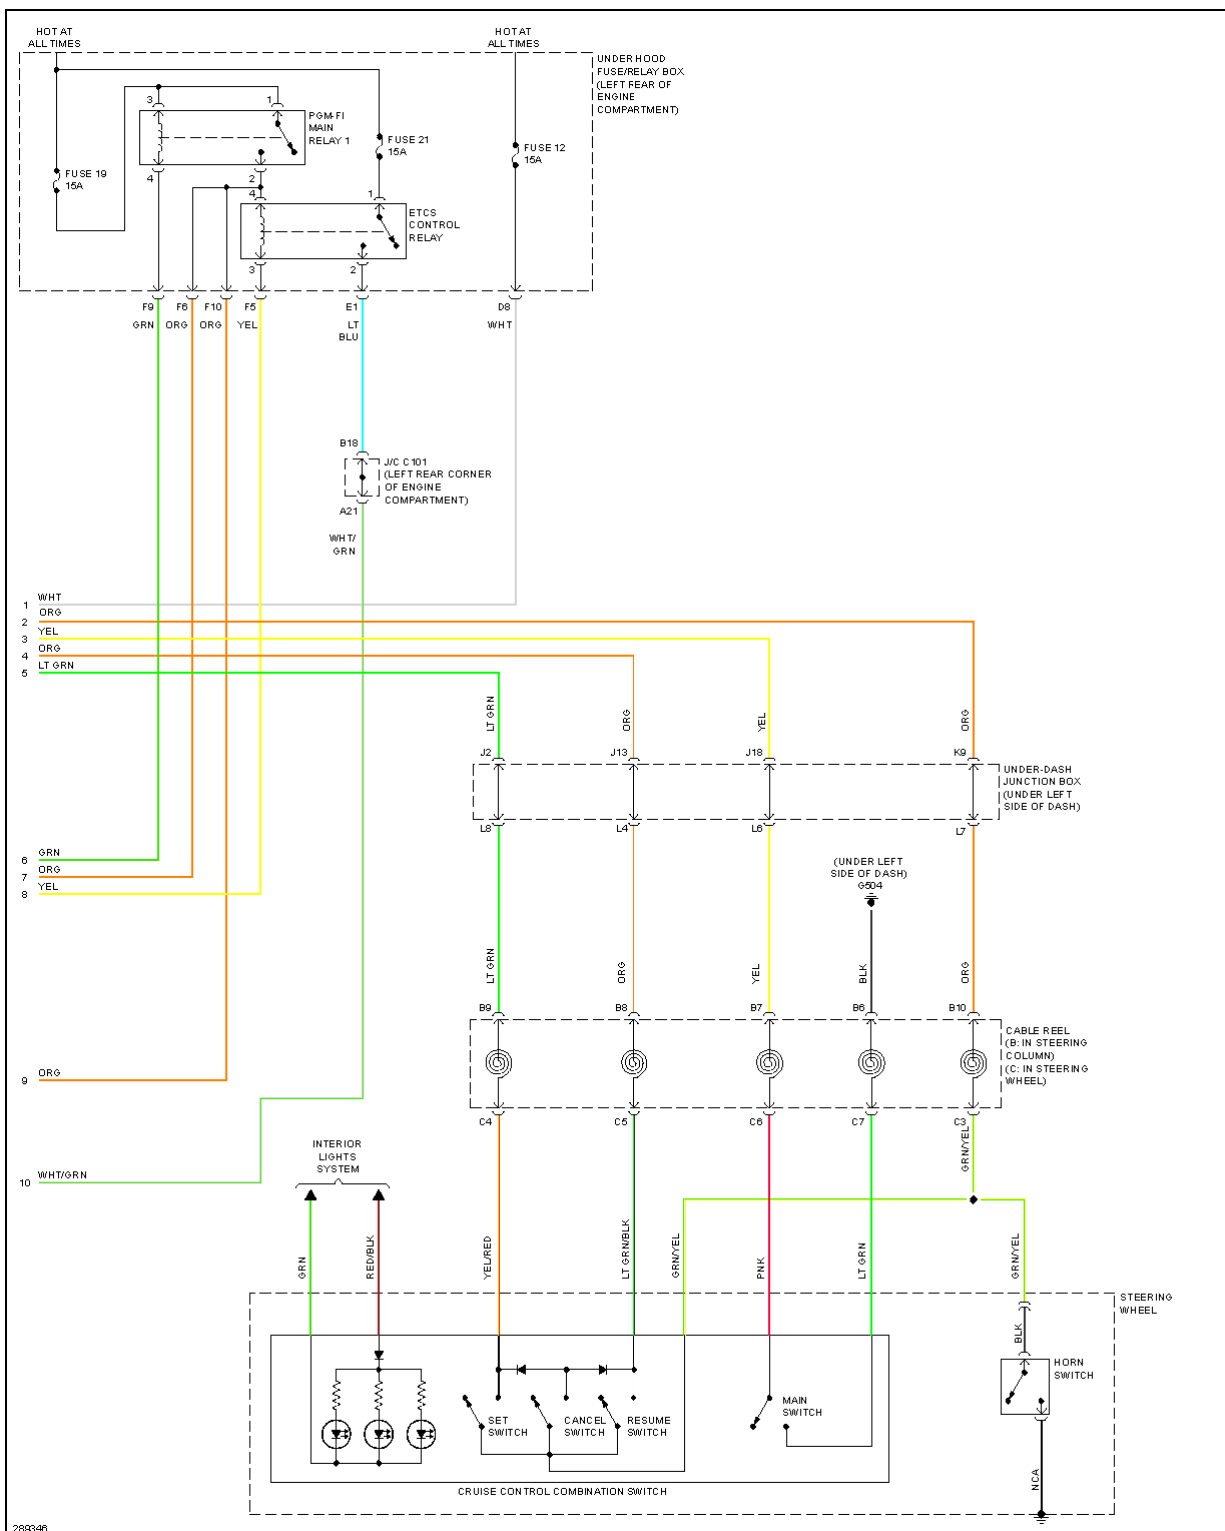 HOT AT
ALL TIMES
HOT AT
ALL TIMES
UNDER HOOD
FUSE/RELAY BOX
(LEFT REAR OF
ENGINE
COMPARTMENT)
3
1
PGM-FI
MAIN
RELAY 1
FUSE 21
15A
FUSE 12
15A
FUSE 19
15A
4
2
4
1
ETCS
CONTROL
RELAY
3
2
F9
F6
F10
F5
E1
D8
GRN
ORG
ORG
YEL
LT
BLU
WHT
B18
J/C C101
(LEFT REAR CORNER
OF ENGINE
COMPARTMENT)
A21
WHT/
GRN
1 WHT
2 ORG
3 YEL
4 ORG
5 LT GRN
LT GRN
ORG
YEL
ORG
J2
J13
J18
K9
UNDER-DASH
JUNCTION BOX
(UNDER LEFT
SIDE OF DASH)
L8
L4
L6
L7
6 GRN
7 ORG
8 YEL
(UNDER LEFT
SIDE OF DASH)
G504
LT GRN
ORG
YEL
BLK
ORG
B9
B8
B7
B6
B10
CABLE REEL
(B: IN STEERING
COLUMN)
(C: IN STEERING
WHEEL)
9 ORG
C4
C5
C6
C7
C3
GRN/YEL
INTERIOR
LIGHTS
SYSTEM
10 WHT/GRN
GRN
RED/BLK
YEL/RED
LT GRN/BLK
GRN/YEL
PNK
LT GRN
GRN/YEL
STEERING
WHEEL
BLK
HORN
SWITCH
SET
SWITCH
CANCEL
SWITCH
RESUME
SWITCH
MAIN
SWITCH
NCA
CRUISE CONTROL COMBINATION SWITCH
289346